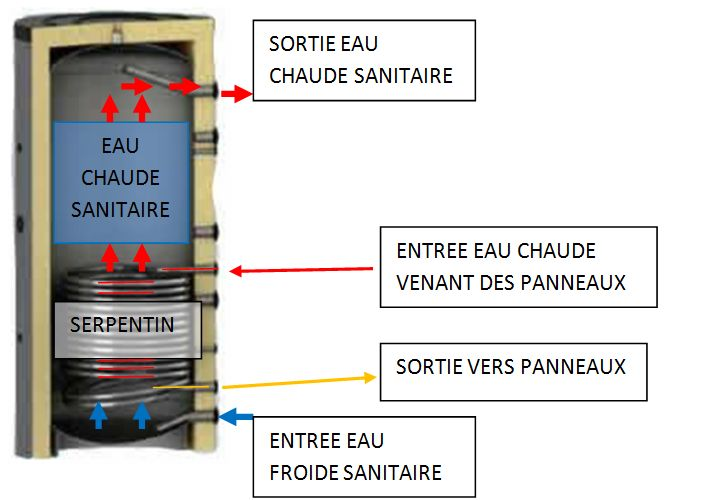 SORTIE EAU
CHAUDE SANITAIRE
EAU
CHAUDE
SANITAIRE
ENTREE EAU CHAUDE
VENANT DES PANNEAUX
SERPENTIN
SORTIE VERS PANNEAUX
ENTREE EAU
FROIDE SANITAIRE